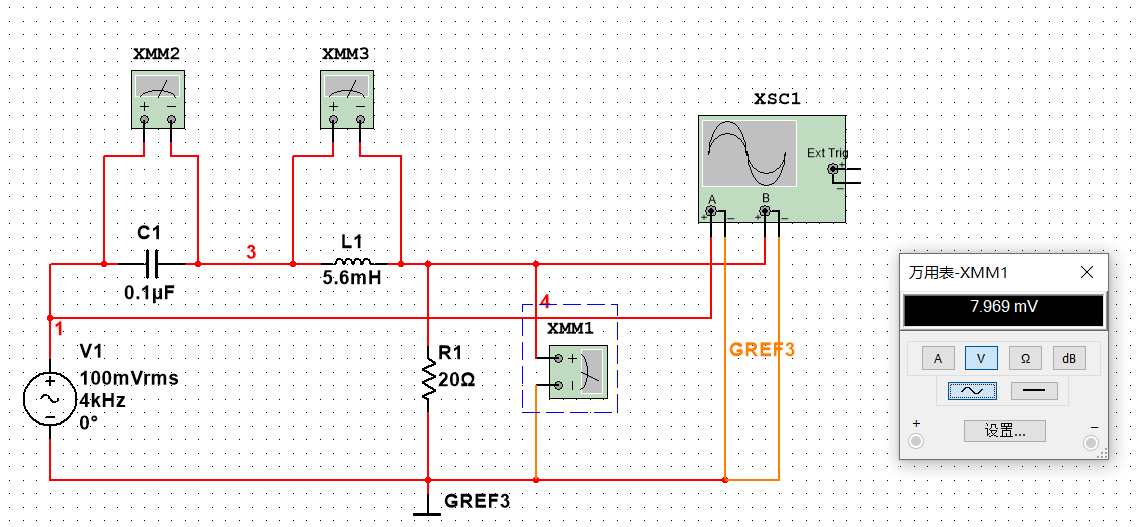 XMM2
XMM3
XSC1
Ext Trig
+
−
A
B
+
−
+
−
+ −
+ −
C1
0.1µF
3
L1
5.6mH
1
4
XMM1
+
−
V1
100mVrms
4kHz
0°
+
−
R1
20Ω
GREF3
GREF3
万用表-XMM1
7.969 mV
A
V
Ω
dB
+
设置...
−